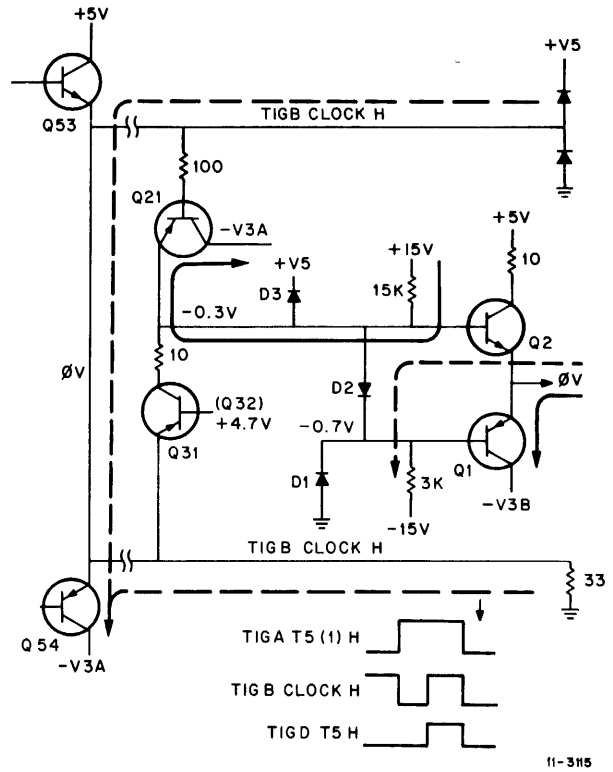 +5V
Q53
+V5
TIGB CLOCK H
100
Q21
-V3A
+5V
+15V
10
+V5
15K
D3
-0.3V
Q2
10
ØV
D2
ØV
(Q32)
+4.7V
-0.7V
Q31
Q1
D1
3K
-V3B
-15V
TIGB CLOCK H
33
Q54
TIGA T5 (1) H
-V3A
TIGB CLOCK H
TIGD T5 H
11-3115